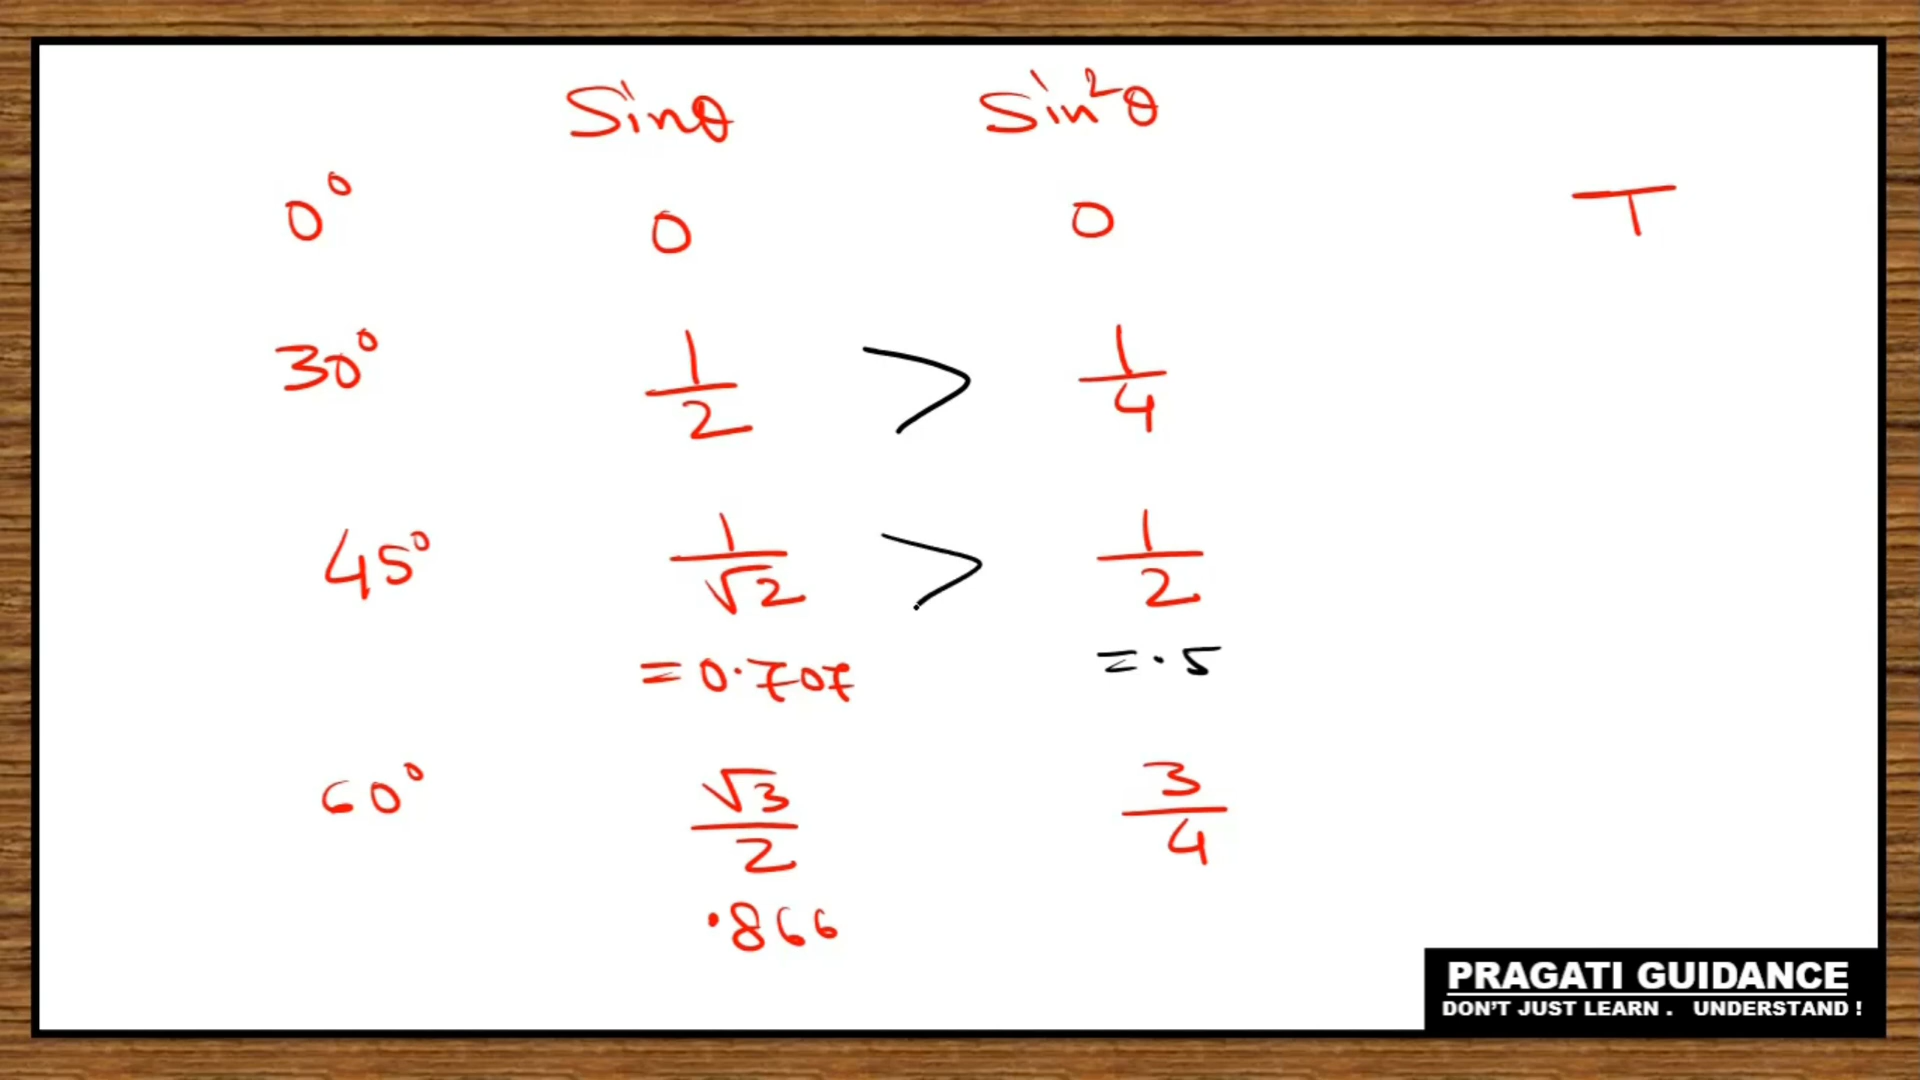 Sinθ Sin²θ
0° 0 0 T
30° 1/2 > 1/4
45° 1/√2 > 1/2
=0.707 =.5
60° √3/2 3/4
.866
PRAGATI GUIDANCE
DON'T JUST LEARN . UNDERSTAND !